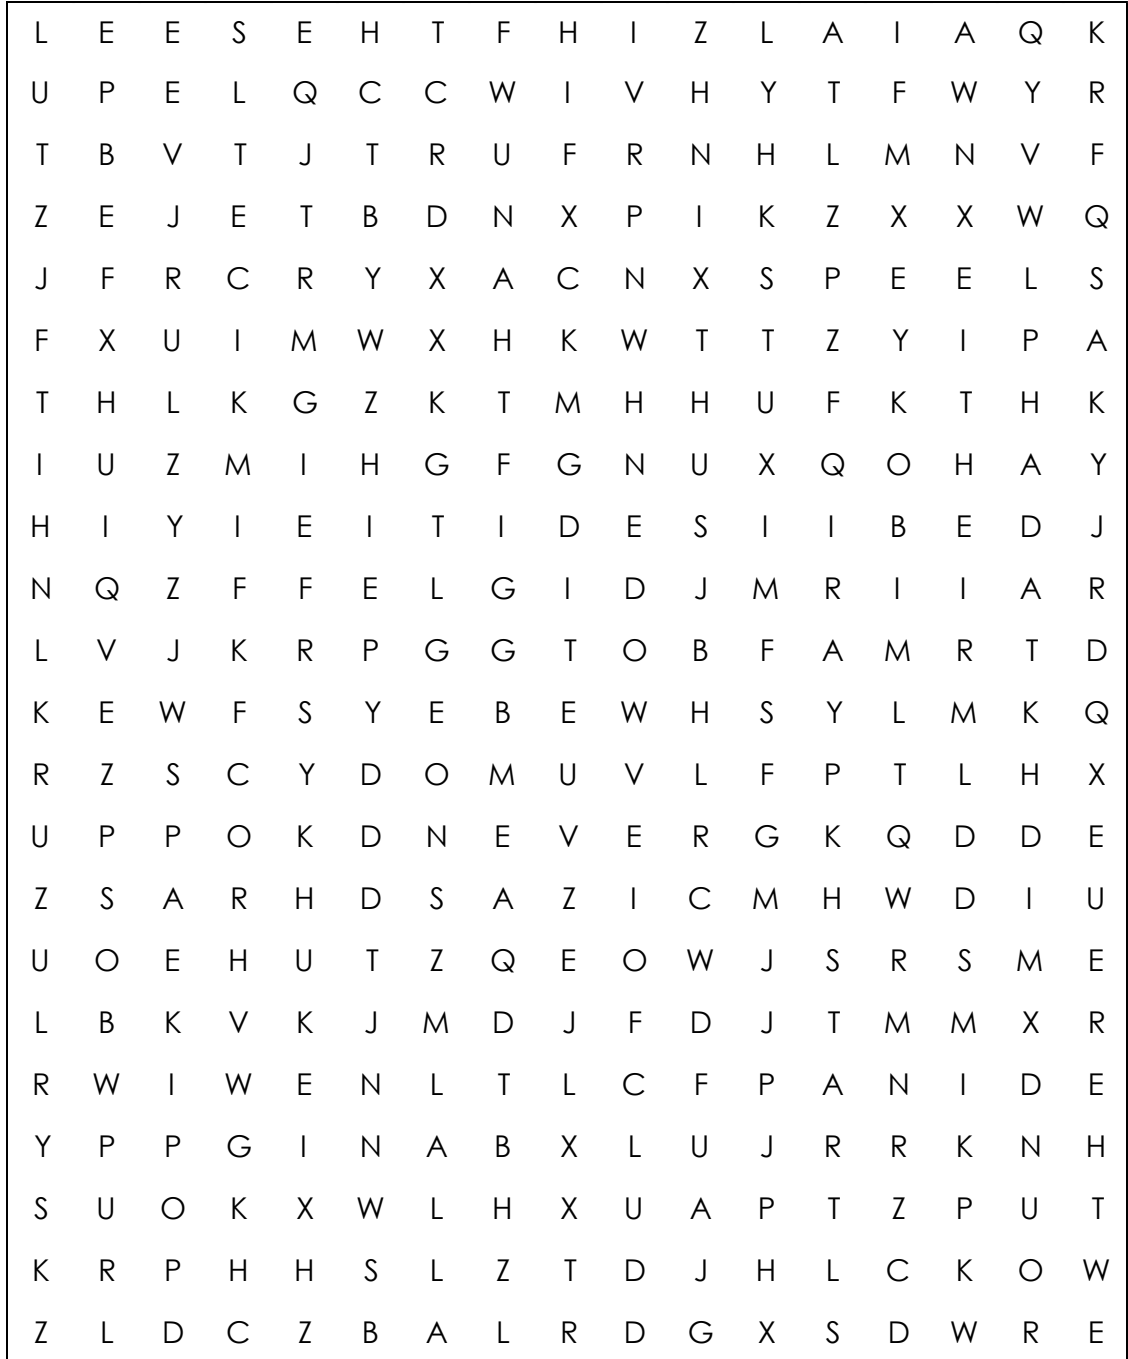 L E E S E H T F H I Z L A I A Q K
U P E L Q C C W I V H Y T F W Y R
T B V T J T R U F R N H L M N V F
Z E J E T B D N X P I K Z X X W Q
J F R C R Y X A C N X S P E E L S
F X U I M W X H K W T T Z Y I P A
T H L K G Z K T M H H U F K T H K
I U Z M I H G F G N U X Q O H A Y
H I Y I E I T I D E S I I B E D J
N Q Z F F E L G I D J M R I I A R
L V J K R P G G T O B F A M R T D
K E W F S Y E B E W H S Y L M K Q
R Z S C Y D O M U V L F P T L H X
U P P O K D N E V E R G K Q D D E
Z S A R H D S A Z I C M H W D I U
U O E H U T Z Q E O W J S R S M E
L B K V K J M D J F D J T M M X R
R W I W E N L T L C F P A N I D E
Y P P G I N A B X L U J R R K N H
S U O K X W L H X U A P T Z P U T
K R P H H S L Z T D J H L C K O W
Z L D C Z B A L R D G X S D W R E